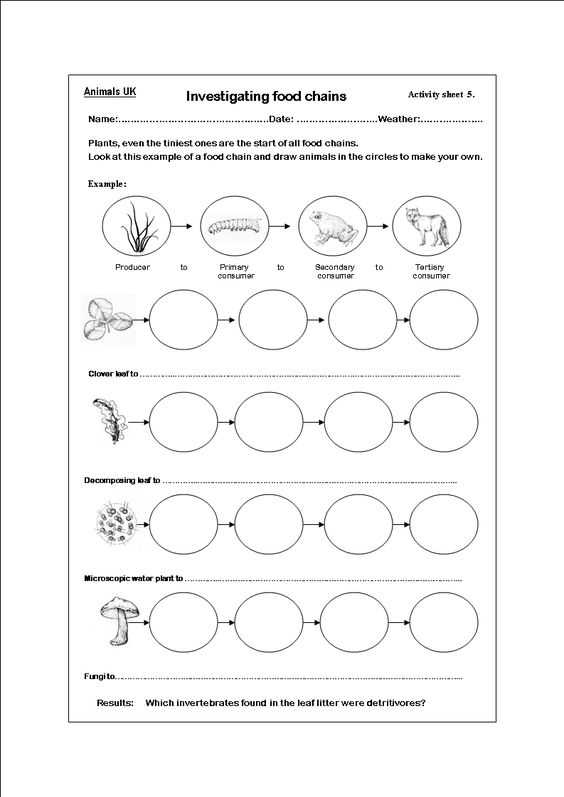 Animals UK
Investigating food chains
Activity sheet 5.
Name:……………………………………………Date: ……………………….Weather:…………………
Plants, even the tiniest ones are the start of all food chains.
Look at this example of a food chain and draw animals in the circles to make your own.
Example:
Producer to Primary consumer to Secondary consumer to Tertiary consumer
Clover leaf to ………………………………………………………………………………………………..
Decomposing leaf to …………………………………………………………………………………………..
Microscopic water plant to ……………………………………………………………………………………..
Fungi to…………………………………………………………………………………………………………..
Results: Which invertebrates found in the leaf litter were detritivores?